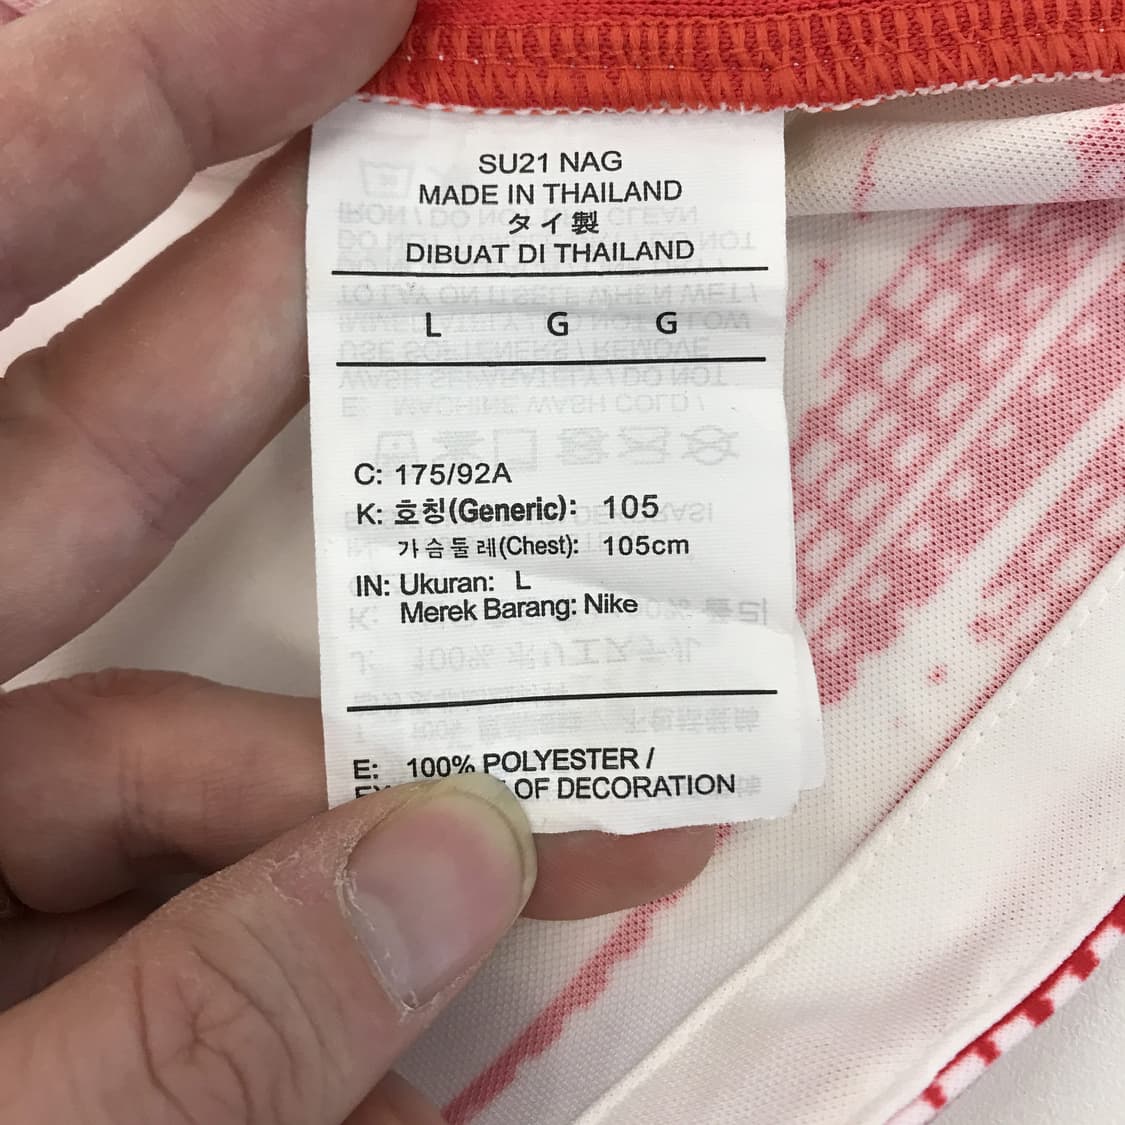 SU21 NAG
MADE IN THAILAND
タイ製
DIBUAT DI THAILAND
L G G
C: 175/92A
K: 호칭(Generic): 105
가슴둘레(Chest): 105cm
IN: Ukuran: L
Merek Barang: Nike
E: 100% POLYESTER /
OF DECORATION